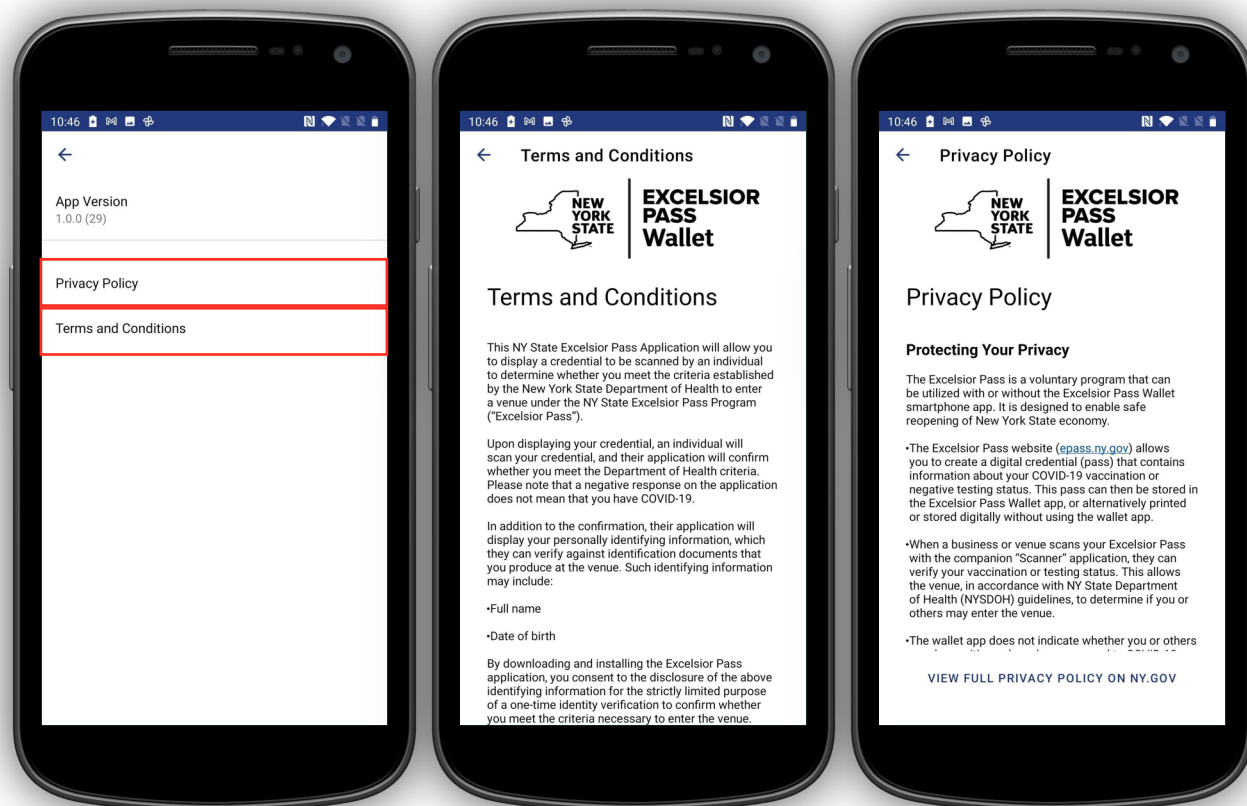 10:46
App Version
1.0.0 (29)
Privacy Policy
Terms and Conditions
10:46
Terms and Conditions
NEW
YORK
STATE
EXCELSIOR
PASS
Wallet
Terms and Conditions
This NY State Excelsior Pass Application will allow you
to display a credential to be scanned by an individual
to determine whether you meet the criteria established
by the New York State Department of Health to enter
a venue under the NY State Excelsior Pass Program
("Excelsior Pass").
Upon displaying your credential, an individual will
scan your credential, and their application will confirm
whether you meet the Department of Health criteria.
Please note that a negative response on the application
does not mean that you have COVID-19.
In addition to the confirmation, their application will
display your personally identifying information, which
they can verify against identification documents that
you produce at the venue. Such identifying information
may include:
•Full name
•Date of birth
By downloading and installing the Excelsior Pass
application, you consent to the disclosure of the above
identifying information for the strictly limited purpose
of a one-time identity verification to confirm whether
you meet the criteria necessary to enter the venue.
10:46
Privacy Policy
NEW
YORK
STATE
EXCELSIOR
PASS
Wallet
Privacy Policy
Protecting Your Privacy
The Excelsior Pass is a voluntary program that can
be utilized with or without the Excelsior Pass Wallet
smartphone app. It is designed to enable safe
reopening of New York State economy.
•The Excelsior Pass website (epass.ny.gov) allows
you to create a digital credential (pass) that contains
information about your COVID-19 vaccination or
negative testing status. This pass can then be stored in
the Excelsior Pass Wallet app, or alternatively printed
or stored digitally without using the wallet app.
•When a business or venue scans your Excelsior Pass
with the companion “Scanner” application, they can
verify your vaccination or testing status. This allows
the venue, in accordance with NY State Department
of Health (NYSDOH) guidelines, to determine if you or
others may enter the venue.
•The wallet app does not indicate whether you or others
VIEW FULL PRIVACY POLICY ON NY.GOV